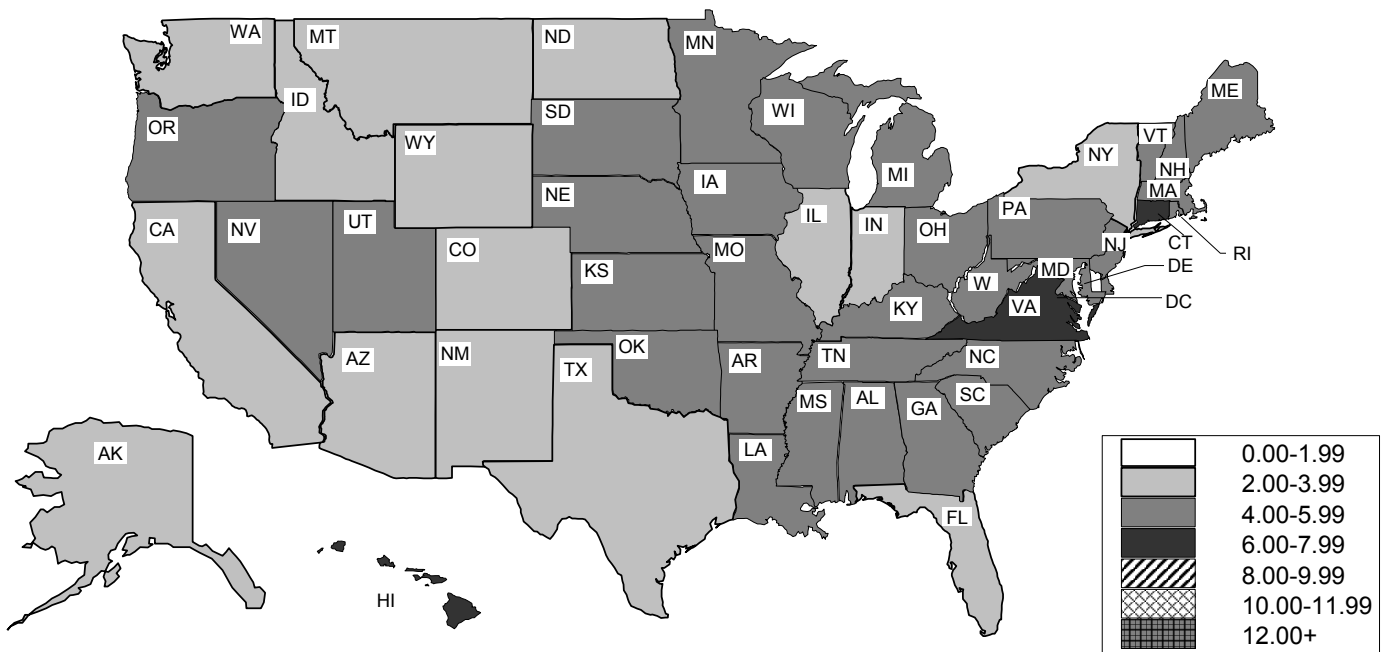 WA
MT
ND
MN
ME
ID
SD
WI
VT
OR
WY
NY
NH
MI
IA
MA
NE
PA
IL
IN
OH
UT
CA
NV
CO
MO
NJ
CT
RI
KS
MD
DE
W
DC
KY
VA
OK
AZ
NM
TX
AR
TN
NC
MS
AL
GA
SC
LA
AK
FL
HI
0.00-1.99
2.00-3.99
4.00-5.99
6.00-7.99
8.00-9.99
10.00-11.99
12.00+